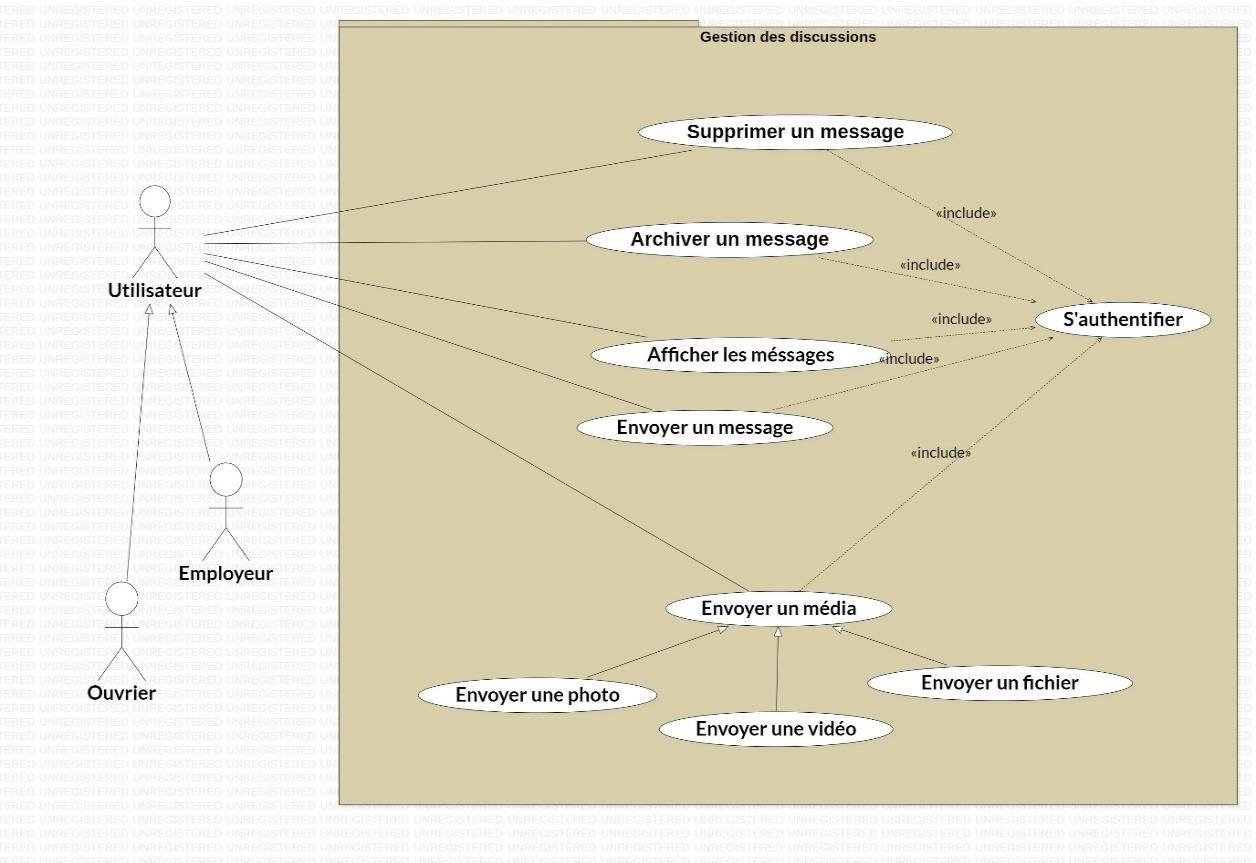 Gestion des discussions
Supprimer un message
«include»
Archiver un message
«include»
Utilisateur
S'authentifier
«include»
Afficher les méssages
«include»
Envoyer un message
«include»
Employeur
Envoyer un média
Ouvrier
Envoyer une photo
Envoyer un fichier
Envoyer une vidéo
UNREGISTERED